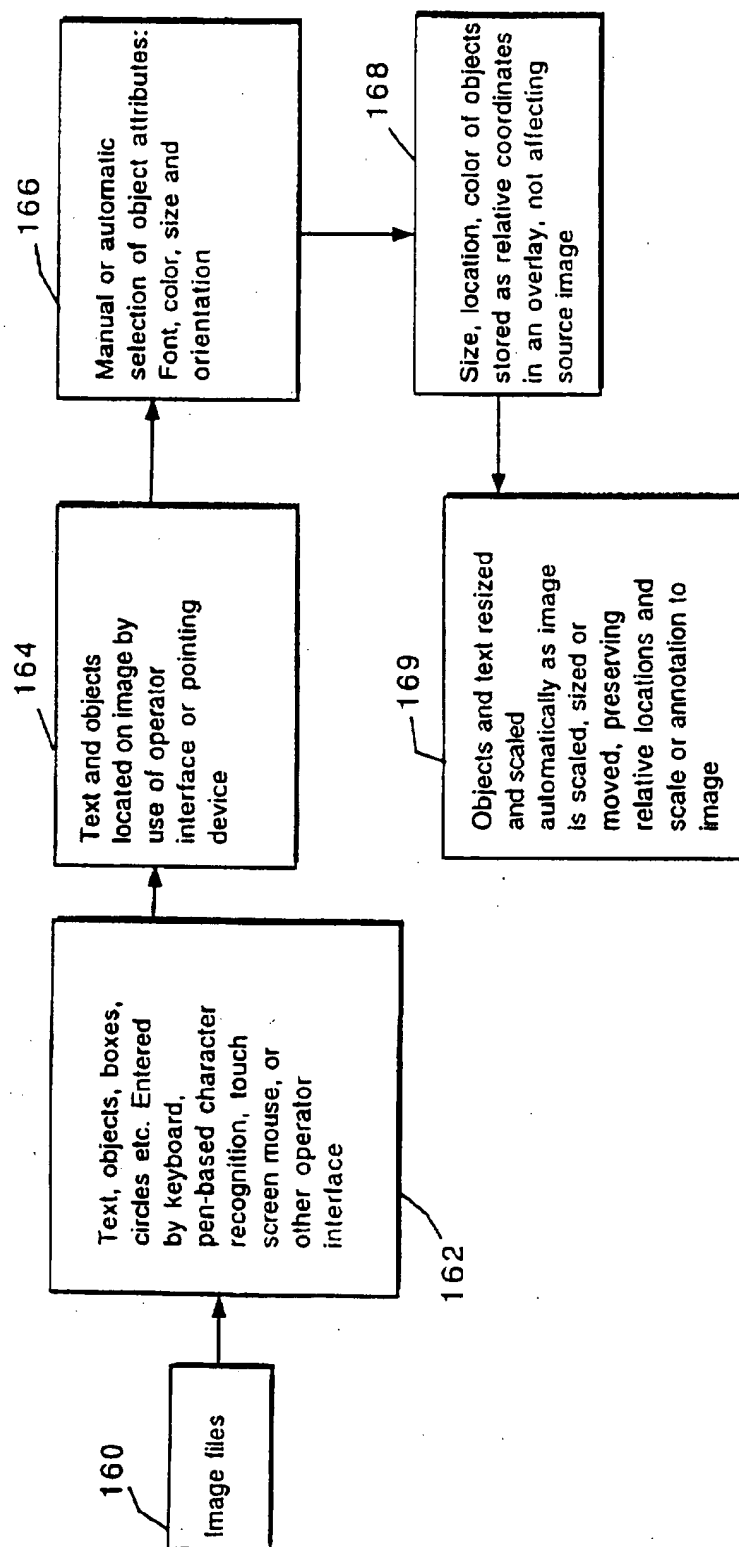 160
Image files
162
Text, objects, boxes,
circles etc. Entered
by keyboard,
pen-based character
recognition, touch
screen mouse, or
other operator
interface
164
Text and objects
located on image by
use of operator
interface or pointing
device
166
Manual or automatic
selection of object attributes:
Font, color, size and
orientation
168
Size, location, color of objects
stored as relative coordinates
in an overlay, not affecting
source image
169
Objects and text resized
and scaled
automatically as image
is scaled, sized or
moved, preserving
relative locations and
scale or annotation to
image